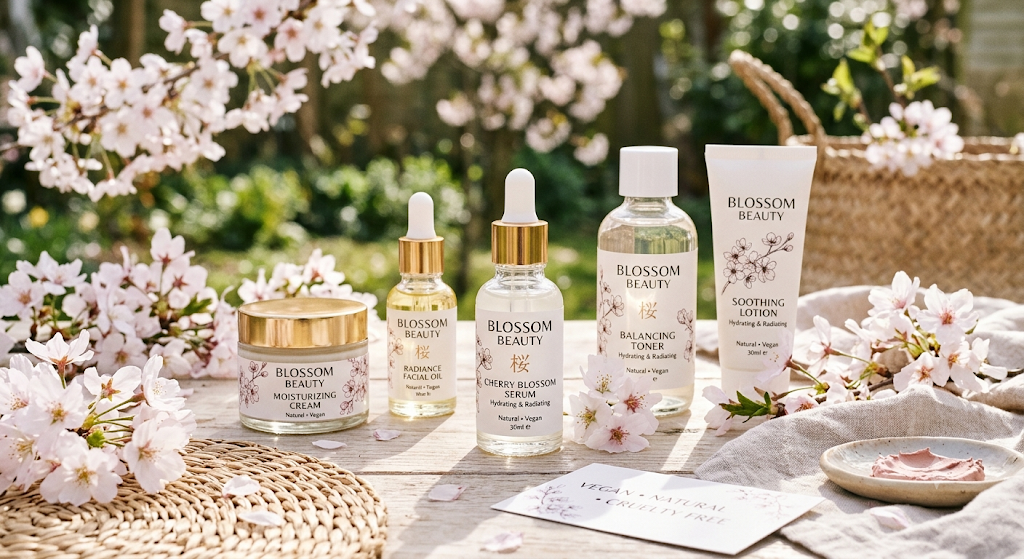 BLOSSOM
BEAUTY
MOISTURIZING
CREAM
Natural • Vegan
BLOSSOM
BEAUTY
桜
RADIANCE
FACIAL OIL
BLOSSOM
BEAUTY
桜
CHERRY BLOSSOM
SERUM
Hydrating & Radiating
Natural • Vegan
30ml e
BLOSSOM
BEAUTY
桜
BALANCING
TONER
Hydrating & Radiating
Natural • Vegan
BLOSSOM
BEAUTY
SOOTHING
LOTION
Hydrating & Radiating
Natural • Vegan
30ml e
VEGAN • NATURAL
• CRUELTY FREE